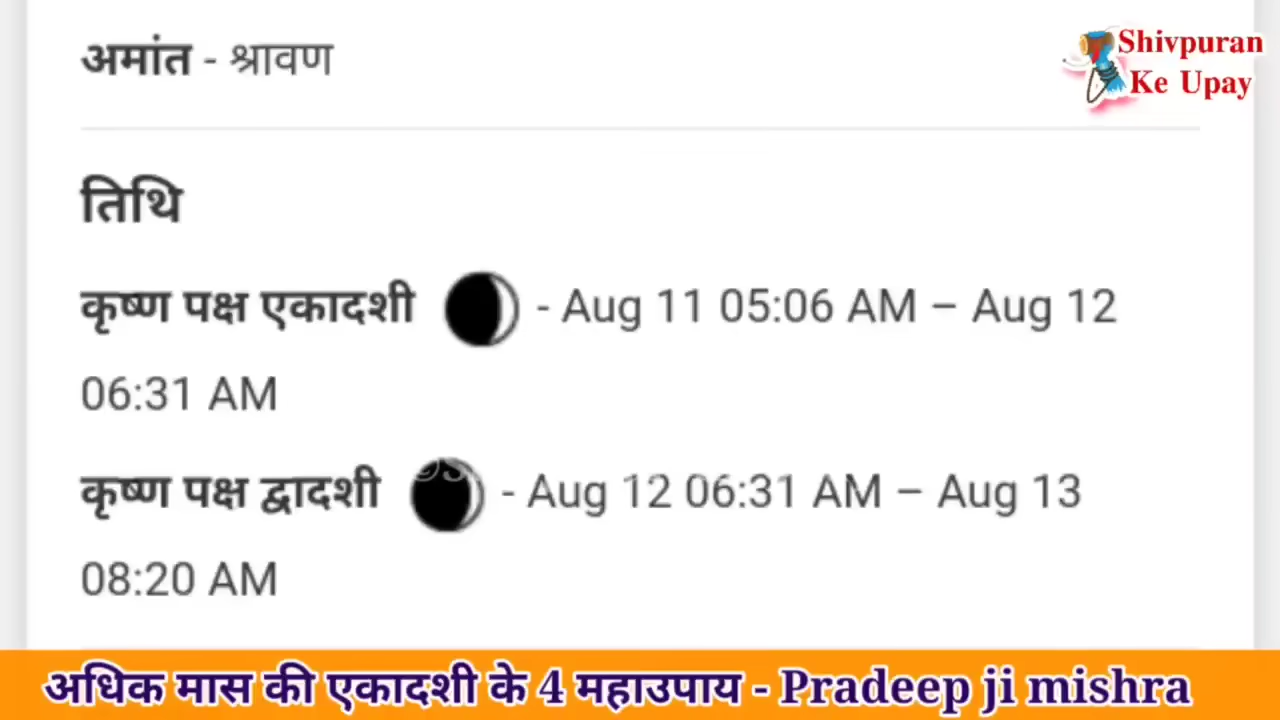 अमांत - श्रावण
Shivpuran
Ke Upay
तिथि
कृष्ण पक्ष एकादशी - Aug 11 05:06 AM – Aug 12
06:31 AM
कृष्ण पक्ष द्वादशी - Aug 12 06:31 AM – Aug 13
08:20 AM
अधिक मास की एकादशी के 4 महाउपाय - Pradeep ji mishra